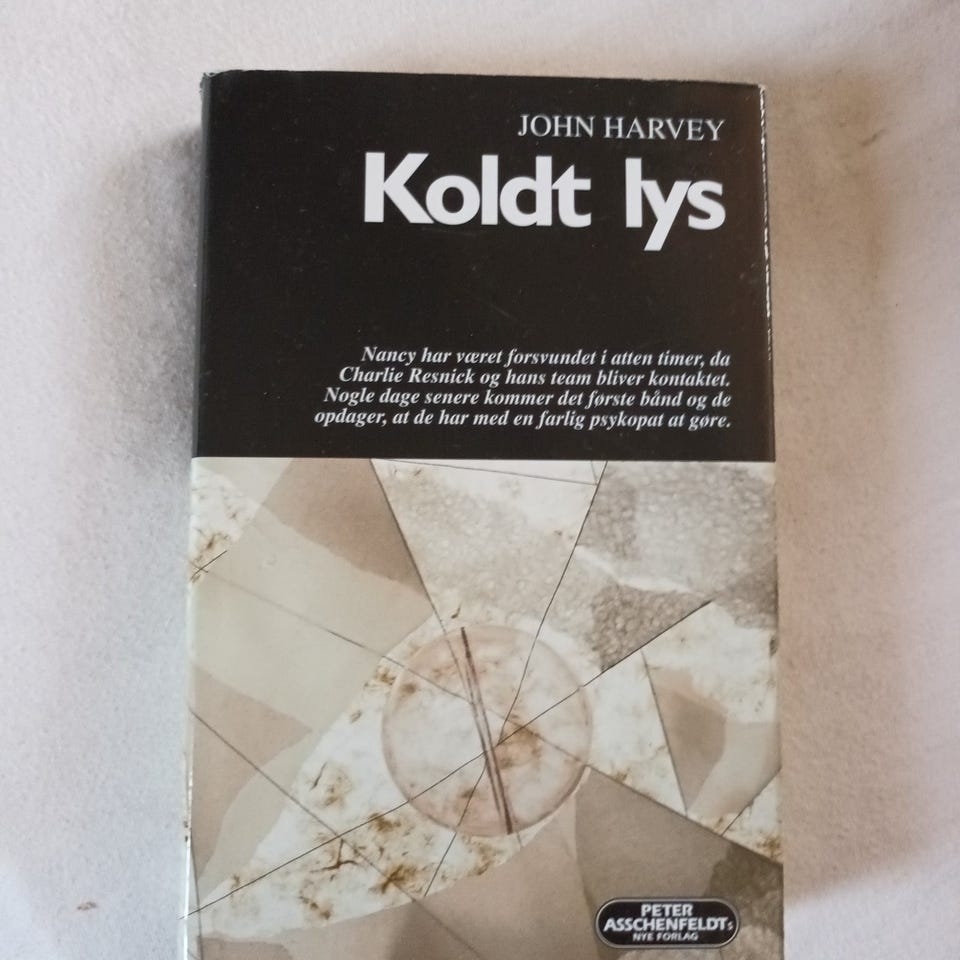 JOHN HARVEY
Koldt lys
Nancy har været forsvundet i atten timer, da
Charlie Resnick og hans team bliver kontaktet.
Nogle dage senere kommer det første bånd og de
opdager, at de har med en farlig psykopat at gøre.
PETER
ASSCHENFELDTs
NYE FORLAG